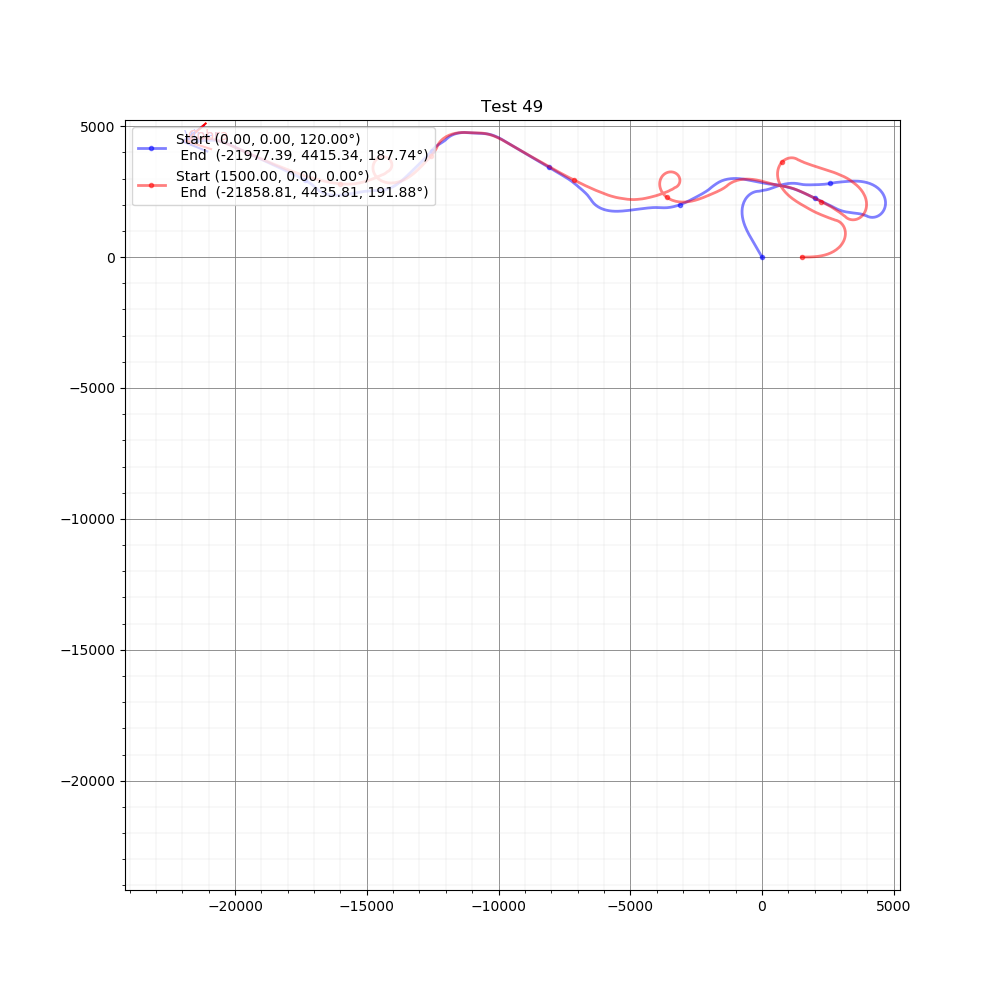 Test 49
Start (0.00, 0.00, 120.00°)
End (-21977.39, 4415.34, 187.74°)
Start (1500.00, 0.00, 0.00°)
End (-21858.81, 4435.81, 191.88°)
5000
0
−5000
−10000
−15000
−20000
−20000 −15000 −10000 −5000 0 5000